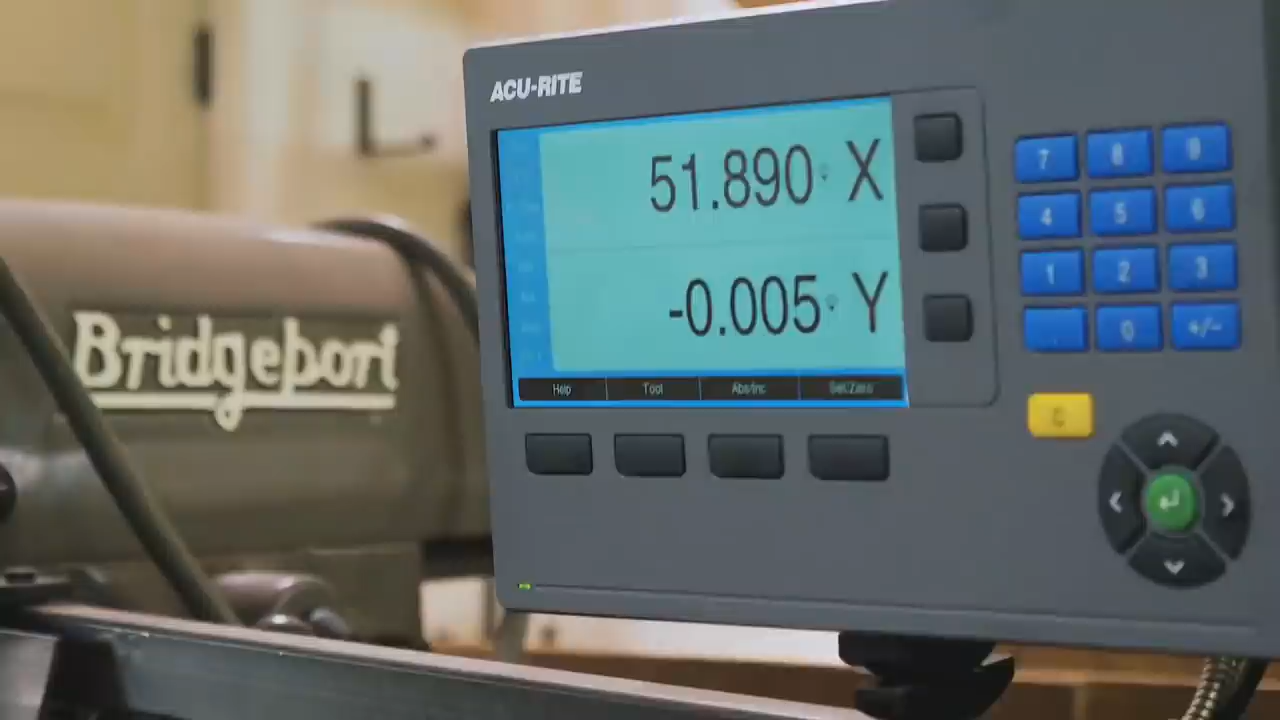 ACU-RITE
51.890 X
-0.005 Y
Help Tool Abs/Inc Set/Zero
Bridgeport
7 8 9
4 5 6
1 2 3
0 +/-
C